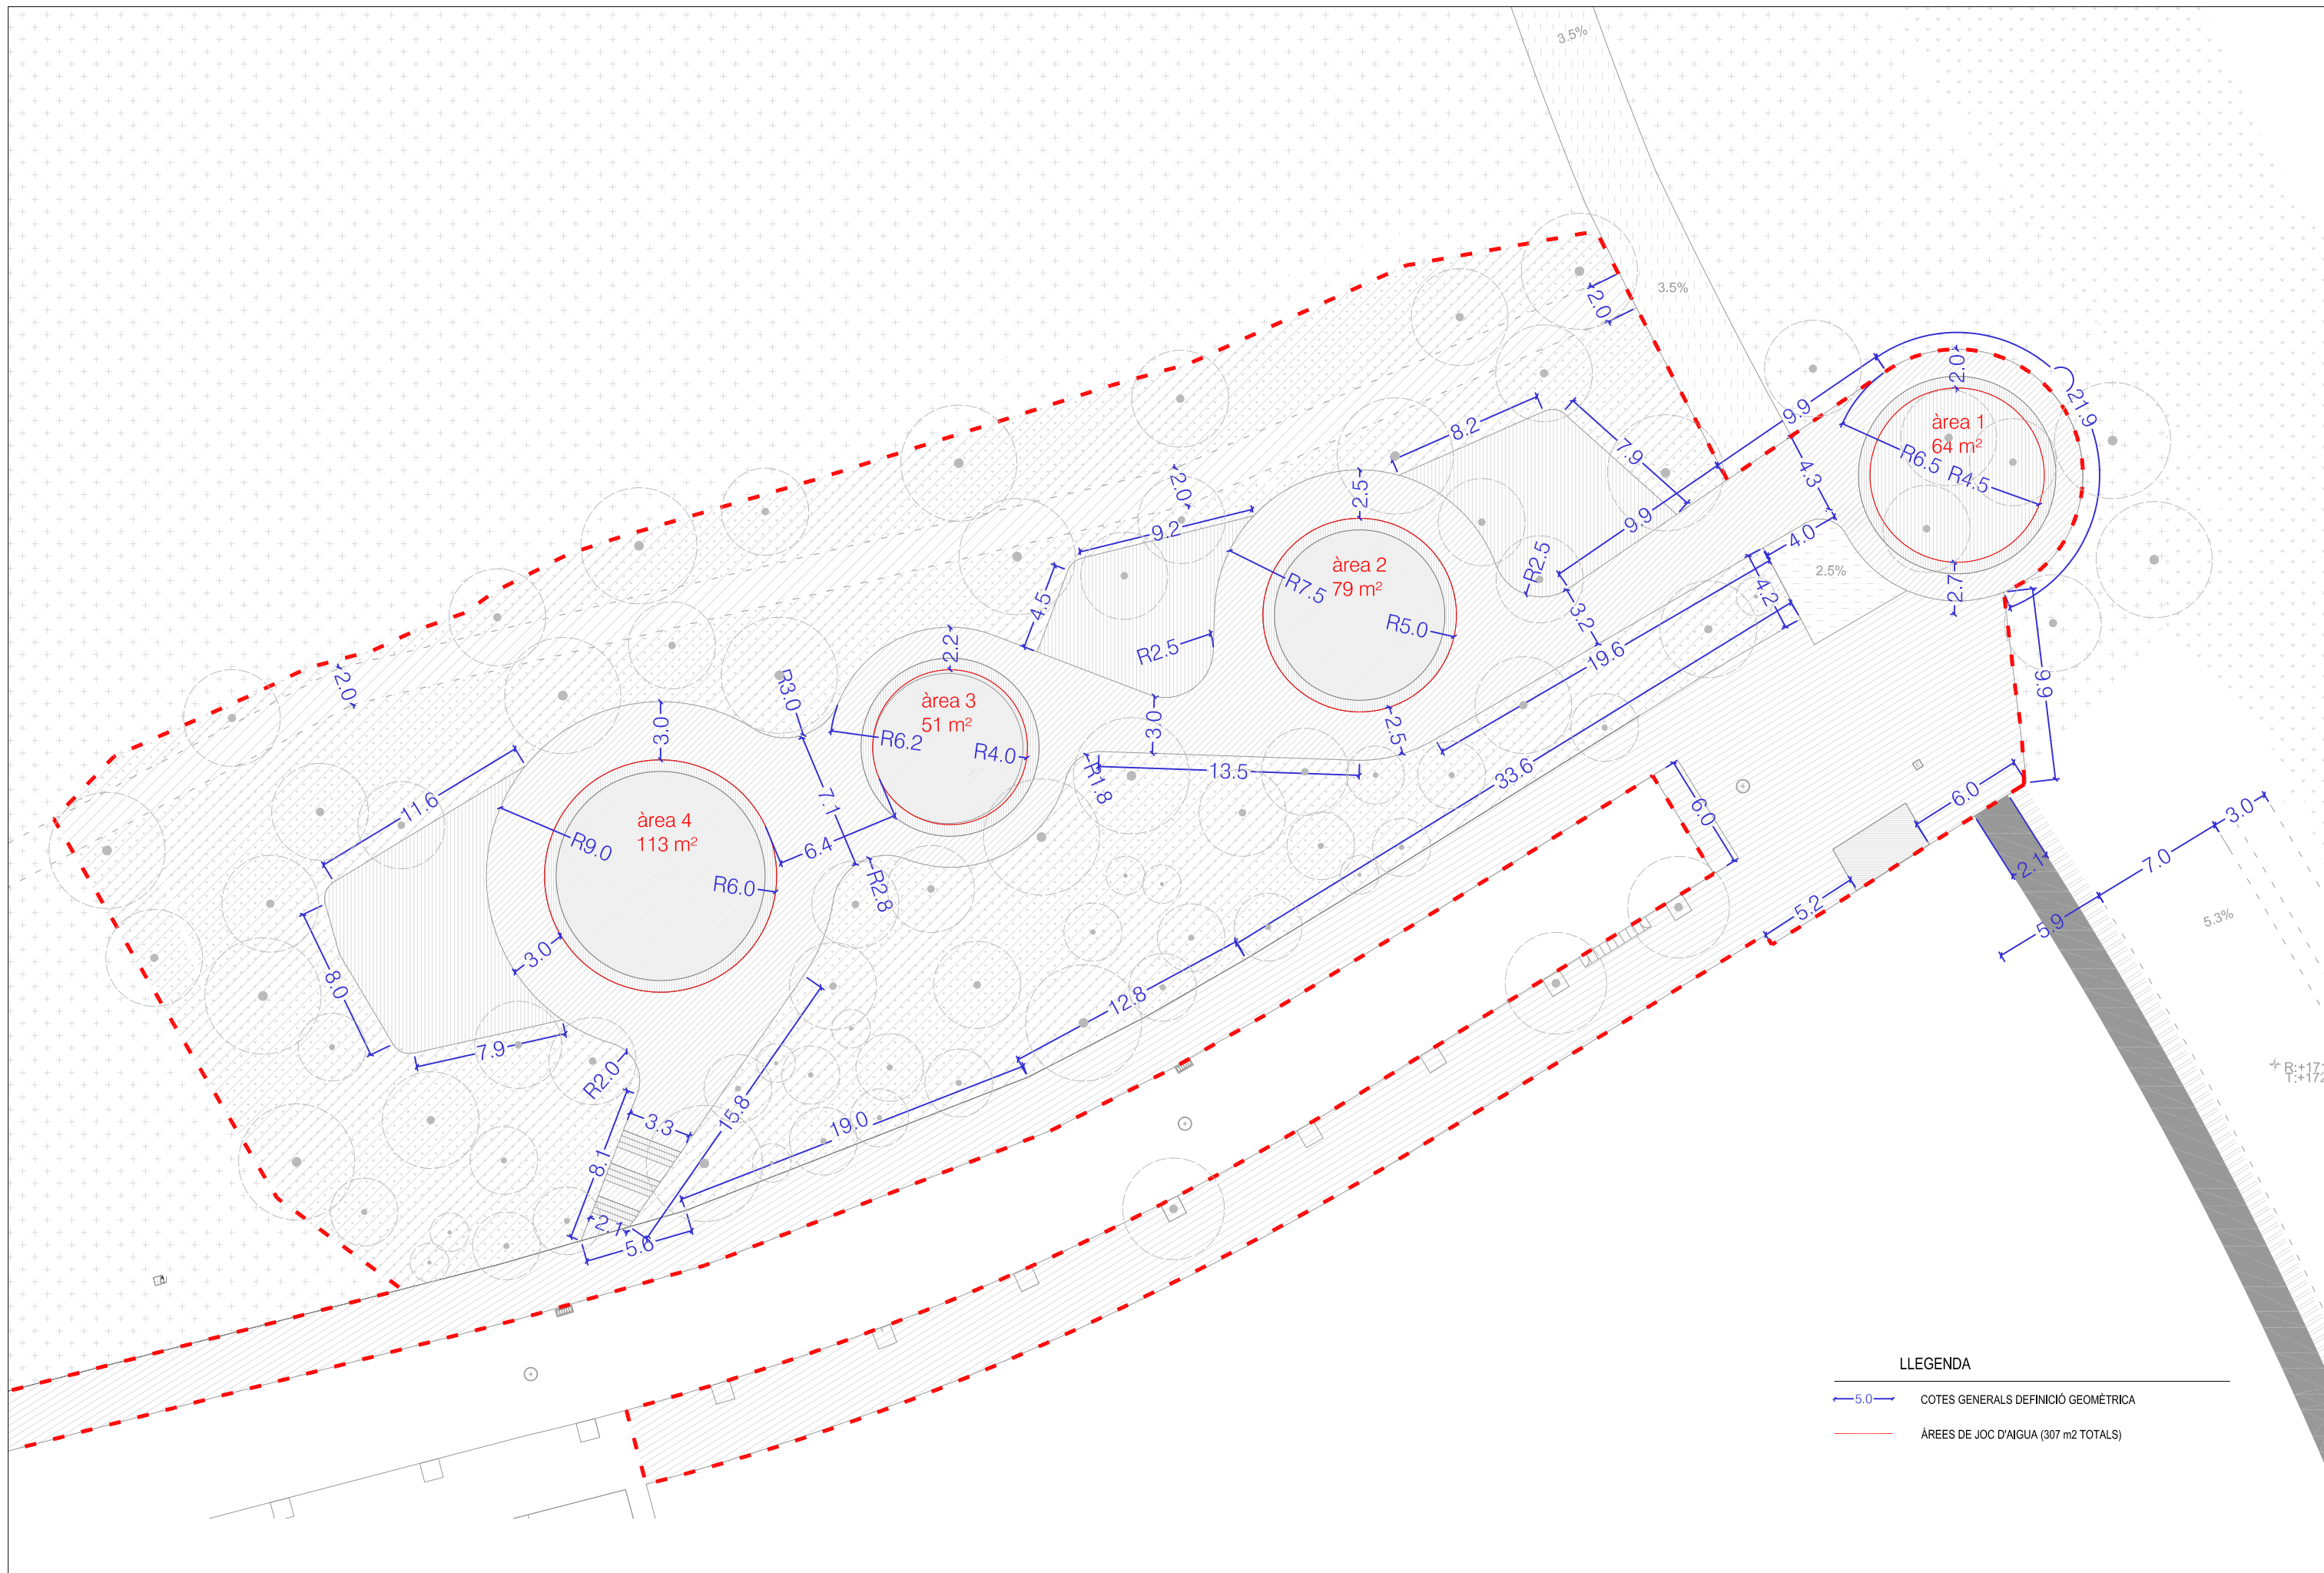 3.5%
3.5%
2.0
2.0
9.9
21.9
àrea 1
64 m²
R6.5
R4.5
8.2
7.9
4.3
2.0
2.5
9.2
9.9
4.0
R2.5
àrea 2
79 m²
2.5%
2.7
R7.5
4.2
4.5
3.2
R5.0
2.2
R2.5
19.6
2.0
R3.0
9.9
àrea 3
51 m²
3.0
3.0
R6.2
R4.0
2.5
13.5
R1.8
33.6
11.6
àrea 4
113 m²
R9.0
6.4
7.1
6.0
6.0
3.0
R6.0
R2.8
2.1
7.0
5.2
5.9
5.3%
3.0
8.0
12.8
7.9
R2.0
15.8
3.3
19.0
8.1
2.1
5.6
LLEGENDA
5.0
COTES GENERALS DEFINICIÓ GEOMÈTRICA
ÀREES DE JOC D'AIGUA (307 m2 TOTALS)